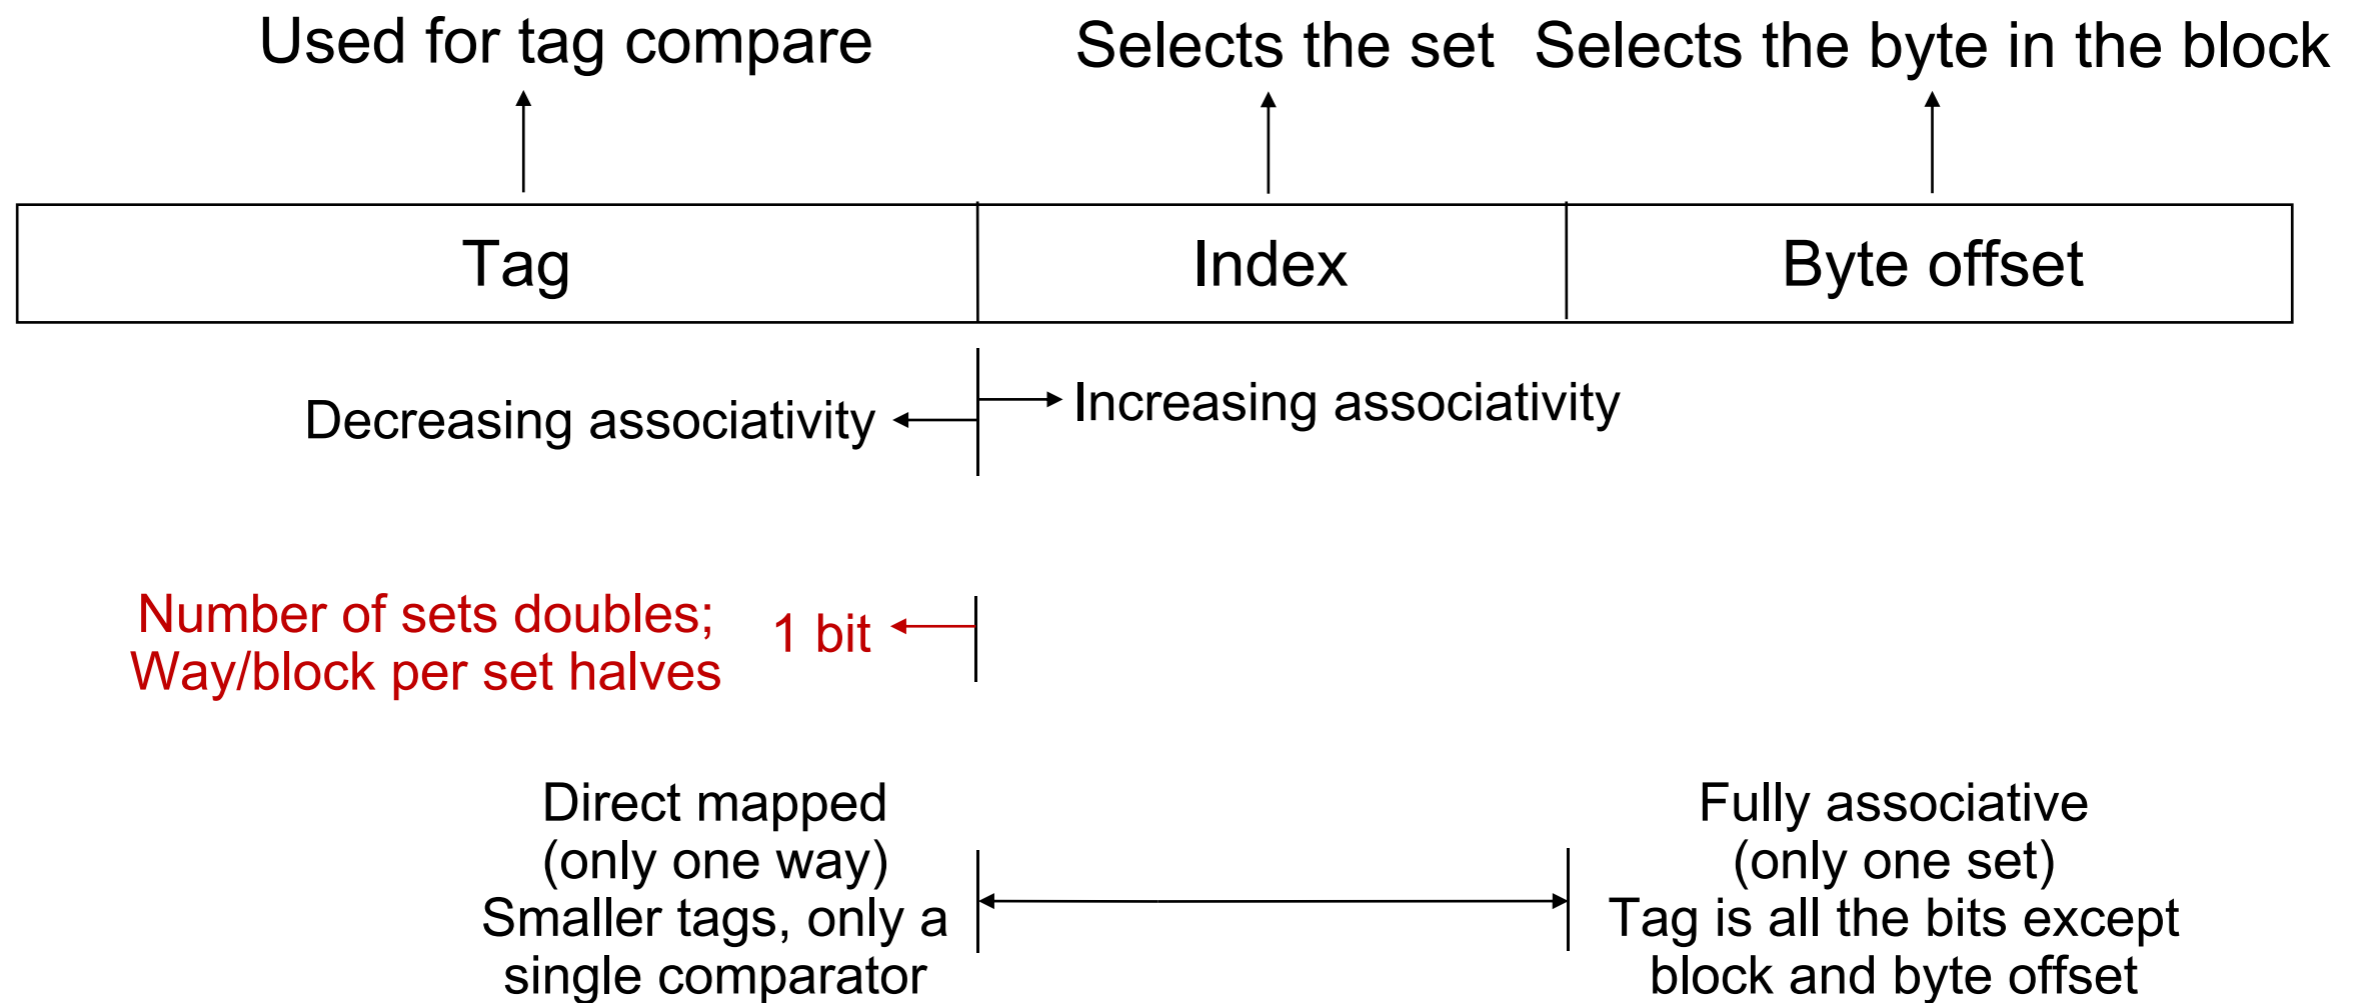 Used for tag compare
Selects the set
Selects the byte in the block
Tag
Index
Byte offset
Decreasing associativity
Increasing associativity
Number of sets doubles;
Way/block per set halves
1 bit
Direct mapped
(only one way)
Smaller tags, only a
single comparator
Fully associative
(only one set)
Tag is all the bits except
block and byte offset